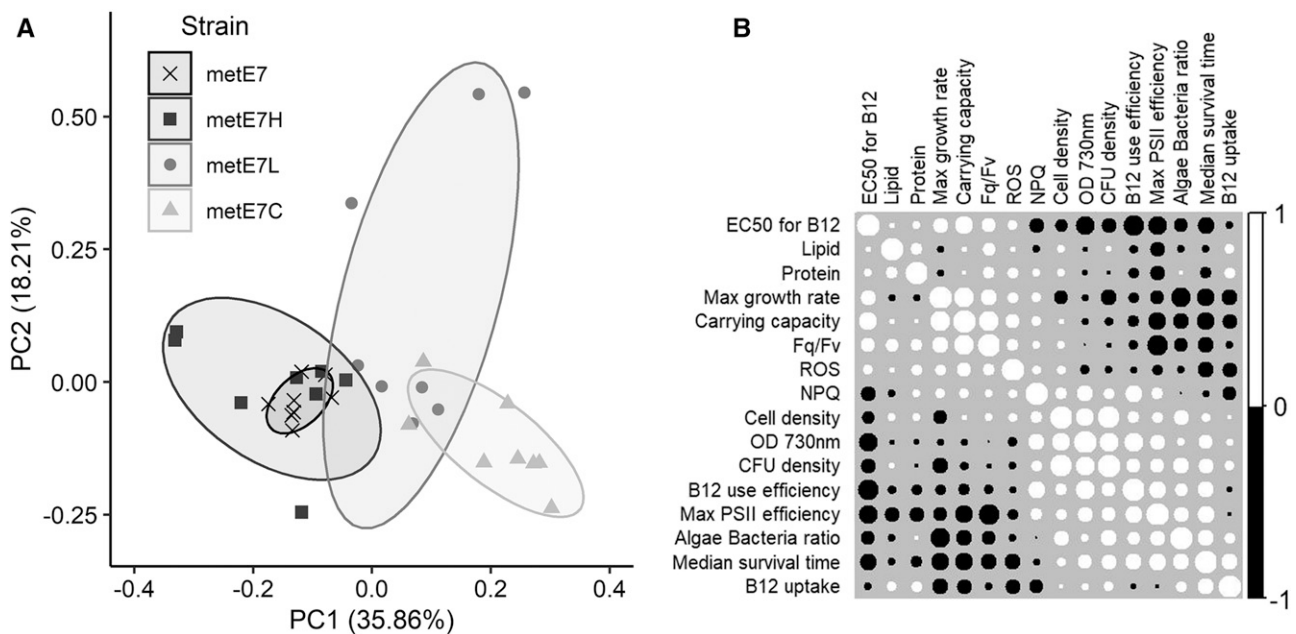 A
Strain
metE7
metE7H
metE7L
metE7C
PC2 (18.21%)
0.50
0.25
0.00
-0.25
-0.4
-0.2
0.0
0.2
0.4
PC1 (35.86%)
B
EC50 for B12
Lipid
Protein
Max growth rate
Carrying capacity
Fq/Fv
ROS
NPQ
Cell density
OD 730nm
CFU density
B12 use efficiency
Max PSII efficiency
Algae Bacteria ratio
Median survival time
B12 uptake
EC50 for B12
Lipid
Protein
Max growth rate
Carrying capacity
Fq/Fv
ROS
NPQ
Cell density
OD 730nm
CFU density
B12 use efficiency
Max PSII efficiency
Algae Bacteria ratio
Median survival time
B12 uptake
1
0
-1